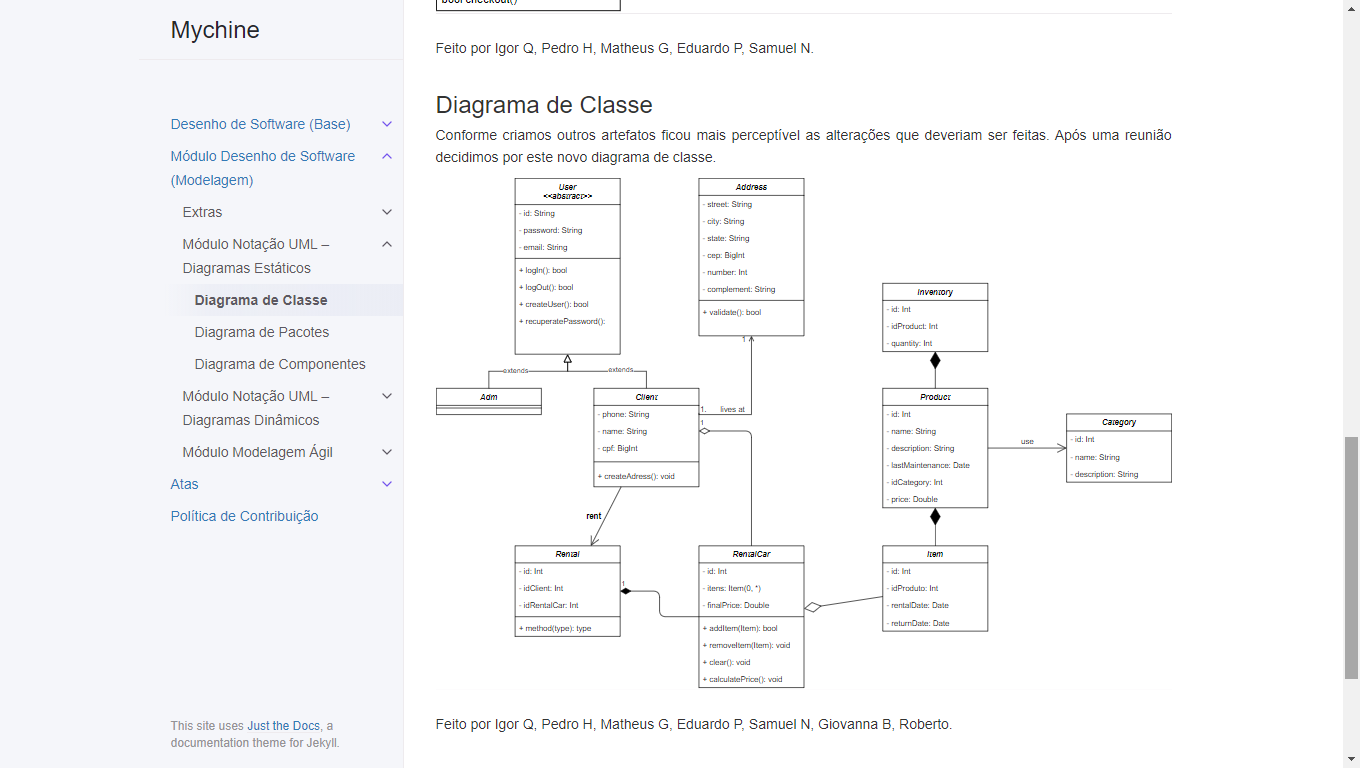 Mychine
Desenho de Software (Base)
Módulo Desenho de Software
(Modelagem)
Extras
Módulo Notação UML –
Diagramas Estáticos
Diagrama de Classe
Diagrama de Pacotes
Diagrama de Componentes
Módulo Notação UML –
Diagramas Dinâmicos
Módulo Modelagem Ágil
Atas
Política de Contribuição
This site uses Just the Docs, a
documentation theme for Jekyll.
bool checkout()
Feito por Igor Q, Pedro H, Matheus G, Eduardo P, Samuel N.
Diagrama de Classe
Conforme criamos outros artefatos ficou mais perceptível as alterações que deveriam ser feitas. Após uma reunião
decidimos por este novo diagrama de classe.
User
<<abstract>>
- id: String
- password: String
- email: String
+ logIn(): bool
+ logOut(): bool
+ createUser(): bool
+ recuperatePassword():
Address
- street: String
- city: String
- state: String
- cep: BigInt
- number: Int
- complement: String
+ validate(): bool
1
Inventory
- id: Int
- idProduct: Int
- quantity: Int
extends
extends
Adm
Client
- phone: String
- name: String
- cpf: BigInt
+ createAdress(): void
1.
lives at
1
Product
- id: Int
- name: String
- description: String
- lastMaintenance: Date
- idCategory: Int
- price: Double
use
Category
- id: Int
- name: String
- description: String
rent
Rental
- id: Int
- idClient: Int
- idRentalCar: Int
+ method(type): type
1
RentalCar
- id: Int
- itens: Item(0, *)
- finalPrice: Double
+ addItem(Item): bool
+ removeItem(Item): void
+ clear(): void
+ calculatePrice(): void
Item
- id: Int
- idProduto: Int
- rentalDate: Date
- returnDate: Date
Feito por Igor Q, Pedro H, Matheus G, Eduardo P, Samuel N, Giovanna B, Roberto.